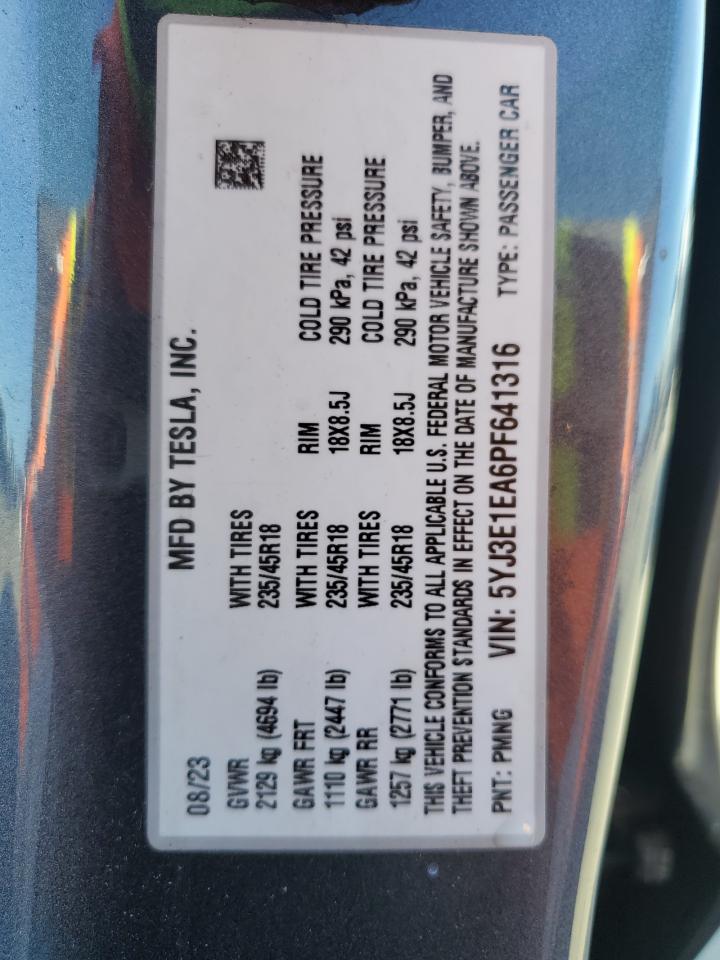 MFD BY TESLA, INC.
08/23
GVWR WITH TIRES
2129 kg (4694 lb) 235/45R18
GAWR FRT WITH TIRES RIM COLD TIRE PRESSURE
1110 kg (2447 lb) 235/45R18 18X8.5J 290 kPa, 42 psi
GAWR RR WITH TIRES RIM COLD TIRE PRESSURE
1257 kg (2771 lb) 235/45R18 18X8.5J 290 kPa, 42 psi
THIS VEHICLE CONFORMS TO ALL APPLICABLE U.S. FEDERAL MOTOR VEHICLE SAFETY, BUMPER, AND
THEFT PREVENTION STANDARDS IN EFFECT ON THE DATE OF MANUFACTURE SHOWN ABOVE.
PNT: PMNG VIN: 5YJ3E1EA6PF641316 TYPE: PASSENGER CAR